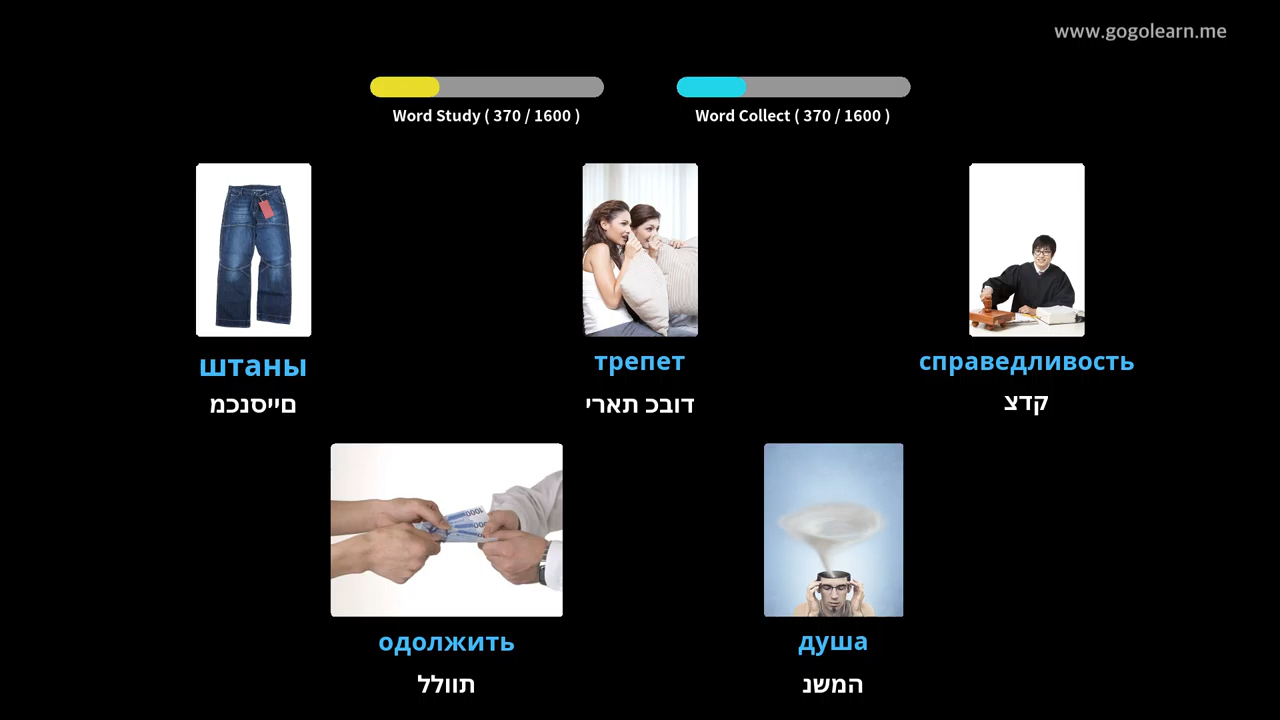 www.gogolearn.me
Word Study ( 370 / 1600 )
Word Collect ( 370 / 1600 )
штаны
םייסנכמ
трепет
דובכ תארי
справедливость
קדצ
одолжить
תוולל
душа
המשנ